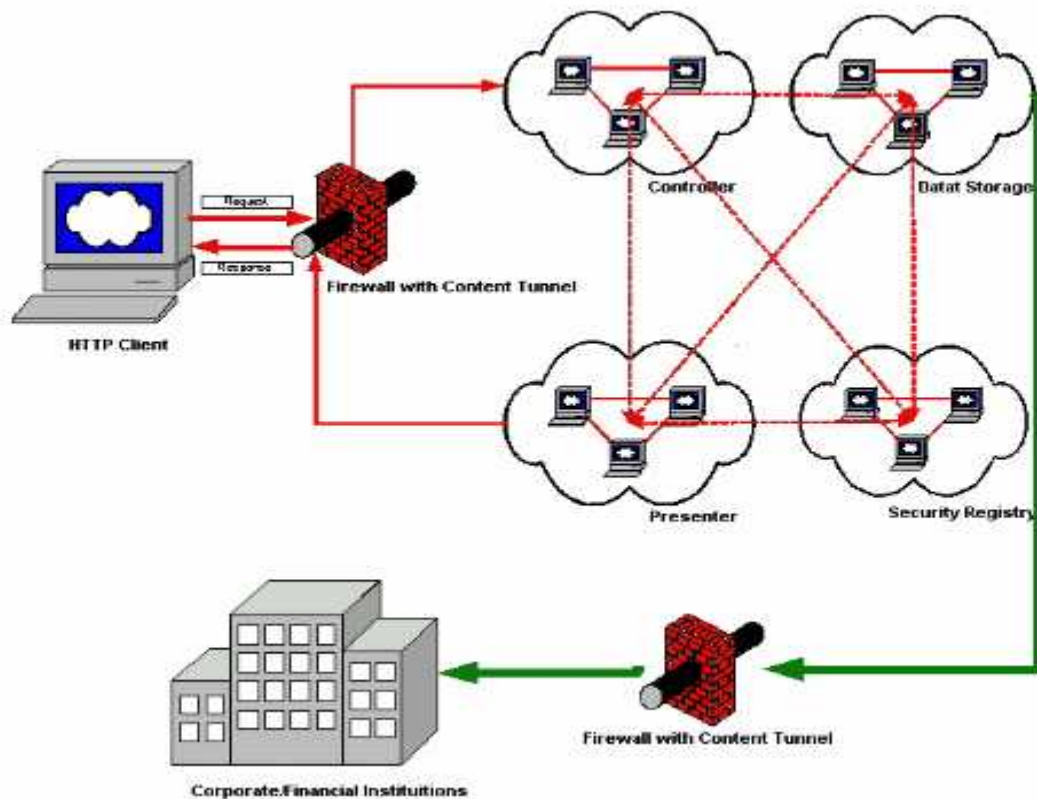 Controller
Datat Storage
Request
Response
Firewall with Content Tunnel
HTTP Client
Presenter
Security Registry
Firewall with Content Tunnel
Corporate/Financial Instituitions